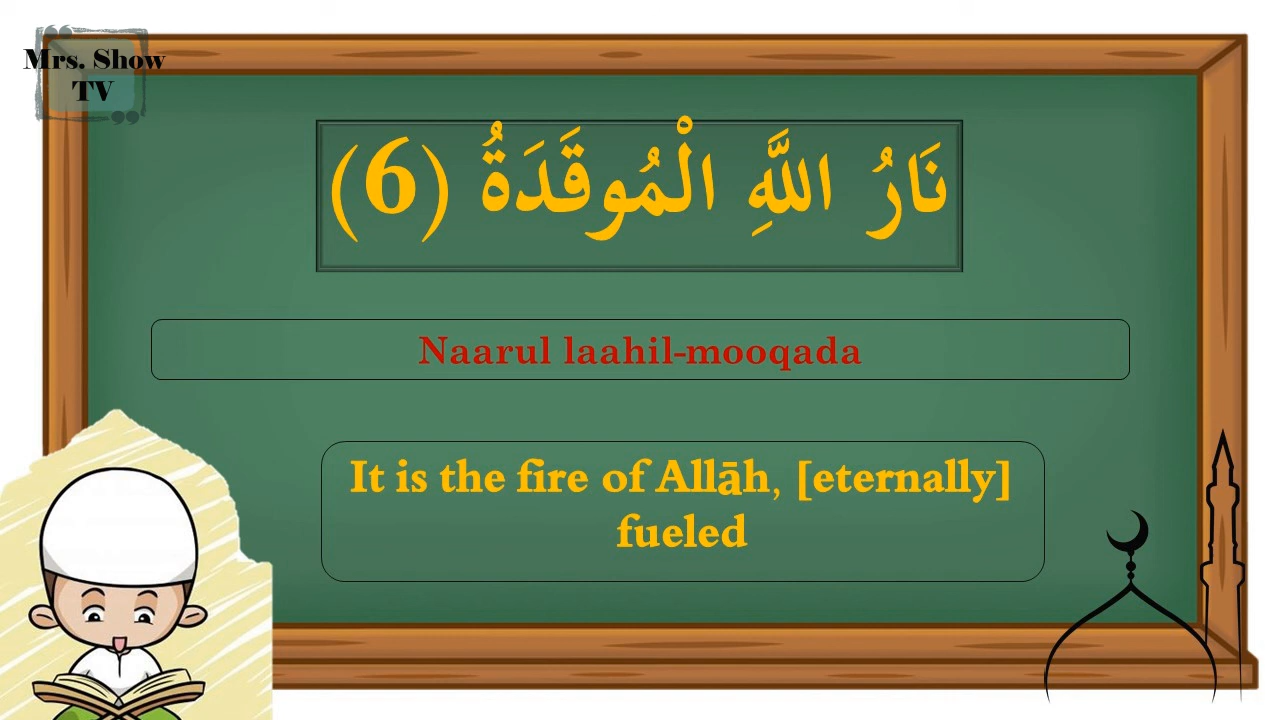 Mrs. Show
TV
نَارُ اللَّهِ الْمُوقَدَةُ (6)
Naarul laahil-mooqada
It is the fire of Allāh, [eternally]
fueled